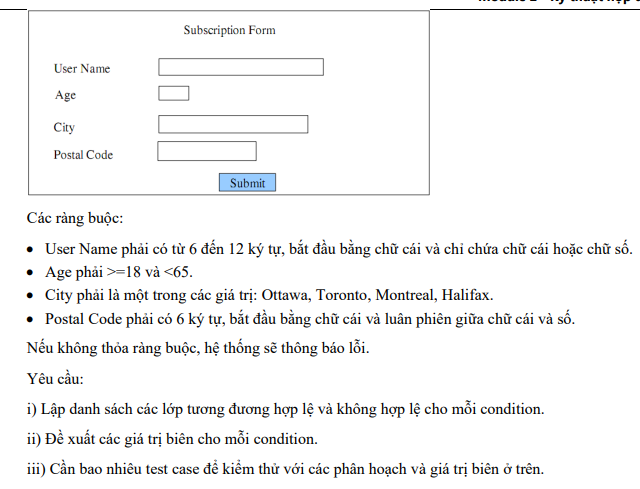 Subscription Form
User Name
Age
City
Postal Code
Submit
Các ràng buộc:
• User Name phải có từ 6 đến 12 ký tự, bắt đầu bằng chữ cái và chỉ chứa chữ cái hoặc chữ số.
• Age phải >=18 và <65.
• City phải là một trong các giá trị: Ottawa, Toronto, Montreal, Halifax.
• Postal Code phải có 6 ký tự, bắt đầu bằng chữ cái và luân phiên giữa chữ cái và số.
Nếu không thỏa ràng buộc, hệ thống sẽ thông báo lỗi.
Yêu cầu:
i) Lập danh sách các lớp tương đương hợp lệ và không hợp lệ cho mỗi condition.
ii) Đề xuất các giá trị biên cho mỗi condition.
iii) Cần bao nhiêu test case để kiểm thử với các phân hoạch và giá trị biên ở trên.